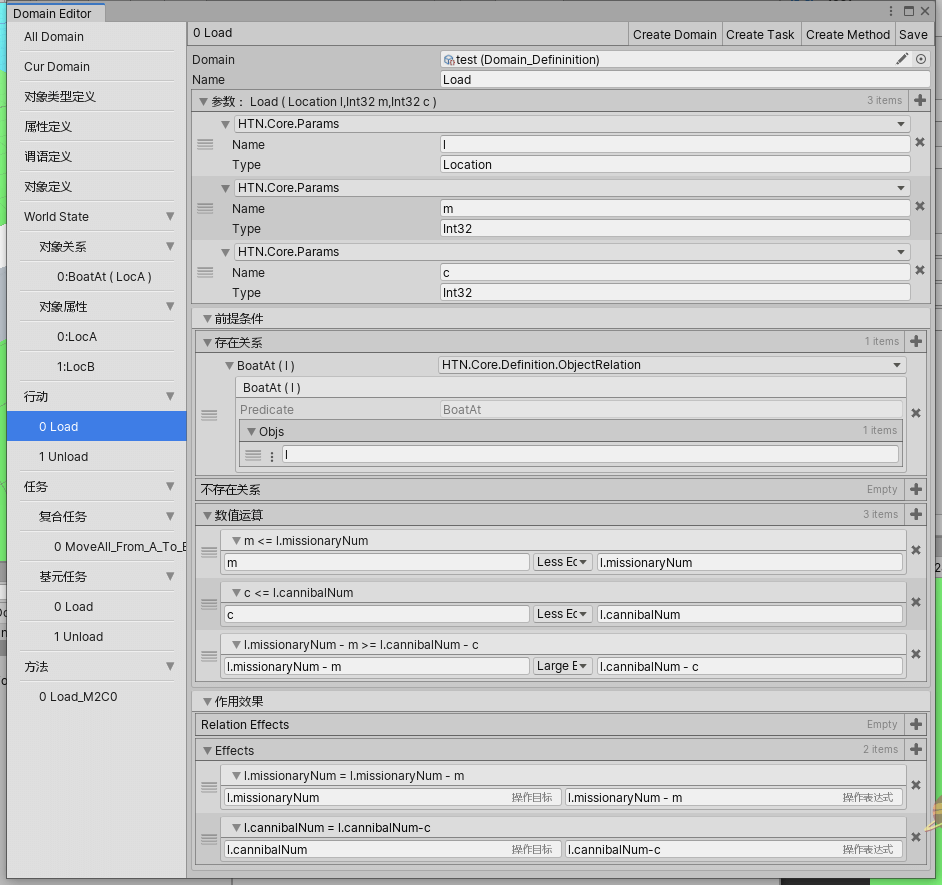 Domain Editor
All Domain
Cur Domain
对象类型定义
属性定义
谓语定义
对象定义
World State
对象关系
0:BoatAt ( LocA )
对象属性
0:LocA
1:LocB
行动
0 Load
1 Unload
任务
复合任务
0 MoveAll_From_A_To_B
基元任务
0 Load
1 Unload
方法
0 Load_M2C0
0 Load
Create Domain
Create Task
Create Method
Save
Domain
test (Domain_Defininition)
Name
Load
参数： Load ( Location l,Int32 m,Int32 c )
3 items
HTN.Core.Params
Name
l
Type
Location
HTN.Core.Params
Name
m
Type
Int32
HTN.Core.Params
Name
c
Type
Int32
前提条件
存在关系
1 items
BoatAt ( l )
HTN.Core.Definition.ObjectRelation
BoatAt ( l )
Predicate
BoatAt
Objs
1 items
l
不存在关系
Empty
数值运算
3 items
m <= l.missionaryNum
m
Less Ec
l.missionaryNum
c <= l.cannibalNum
c
Less Ec
l.cannibalNum
l.missionaryNum - m >= l.cannibalNum - c
l.missionaryNum - m
Large E
l.cannibalNum - c
作用效果
Relation Effects
Empty
Effects
2 items
l.missionaryNum = l.missionaryNum - m
l.missionaryNum
操作目标
l.missionaryNum - m
操作表达式
l.cannibalNum = l.cannibalNum-c
l.cannibalNum
操作目标
l.cannibalNum-c
操作表达式